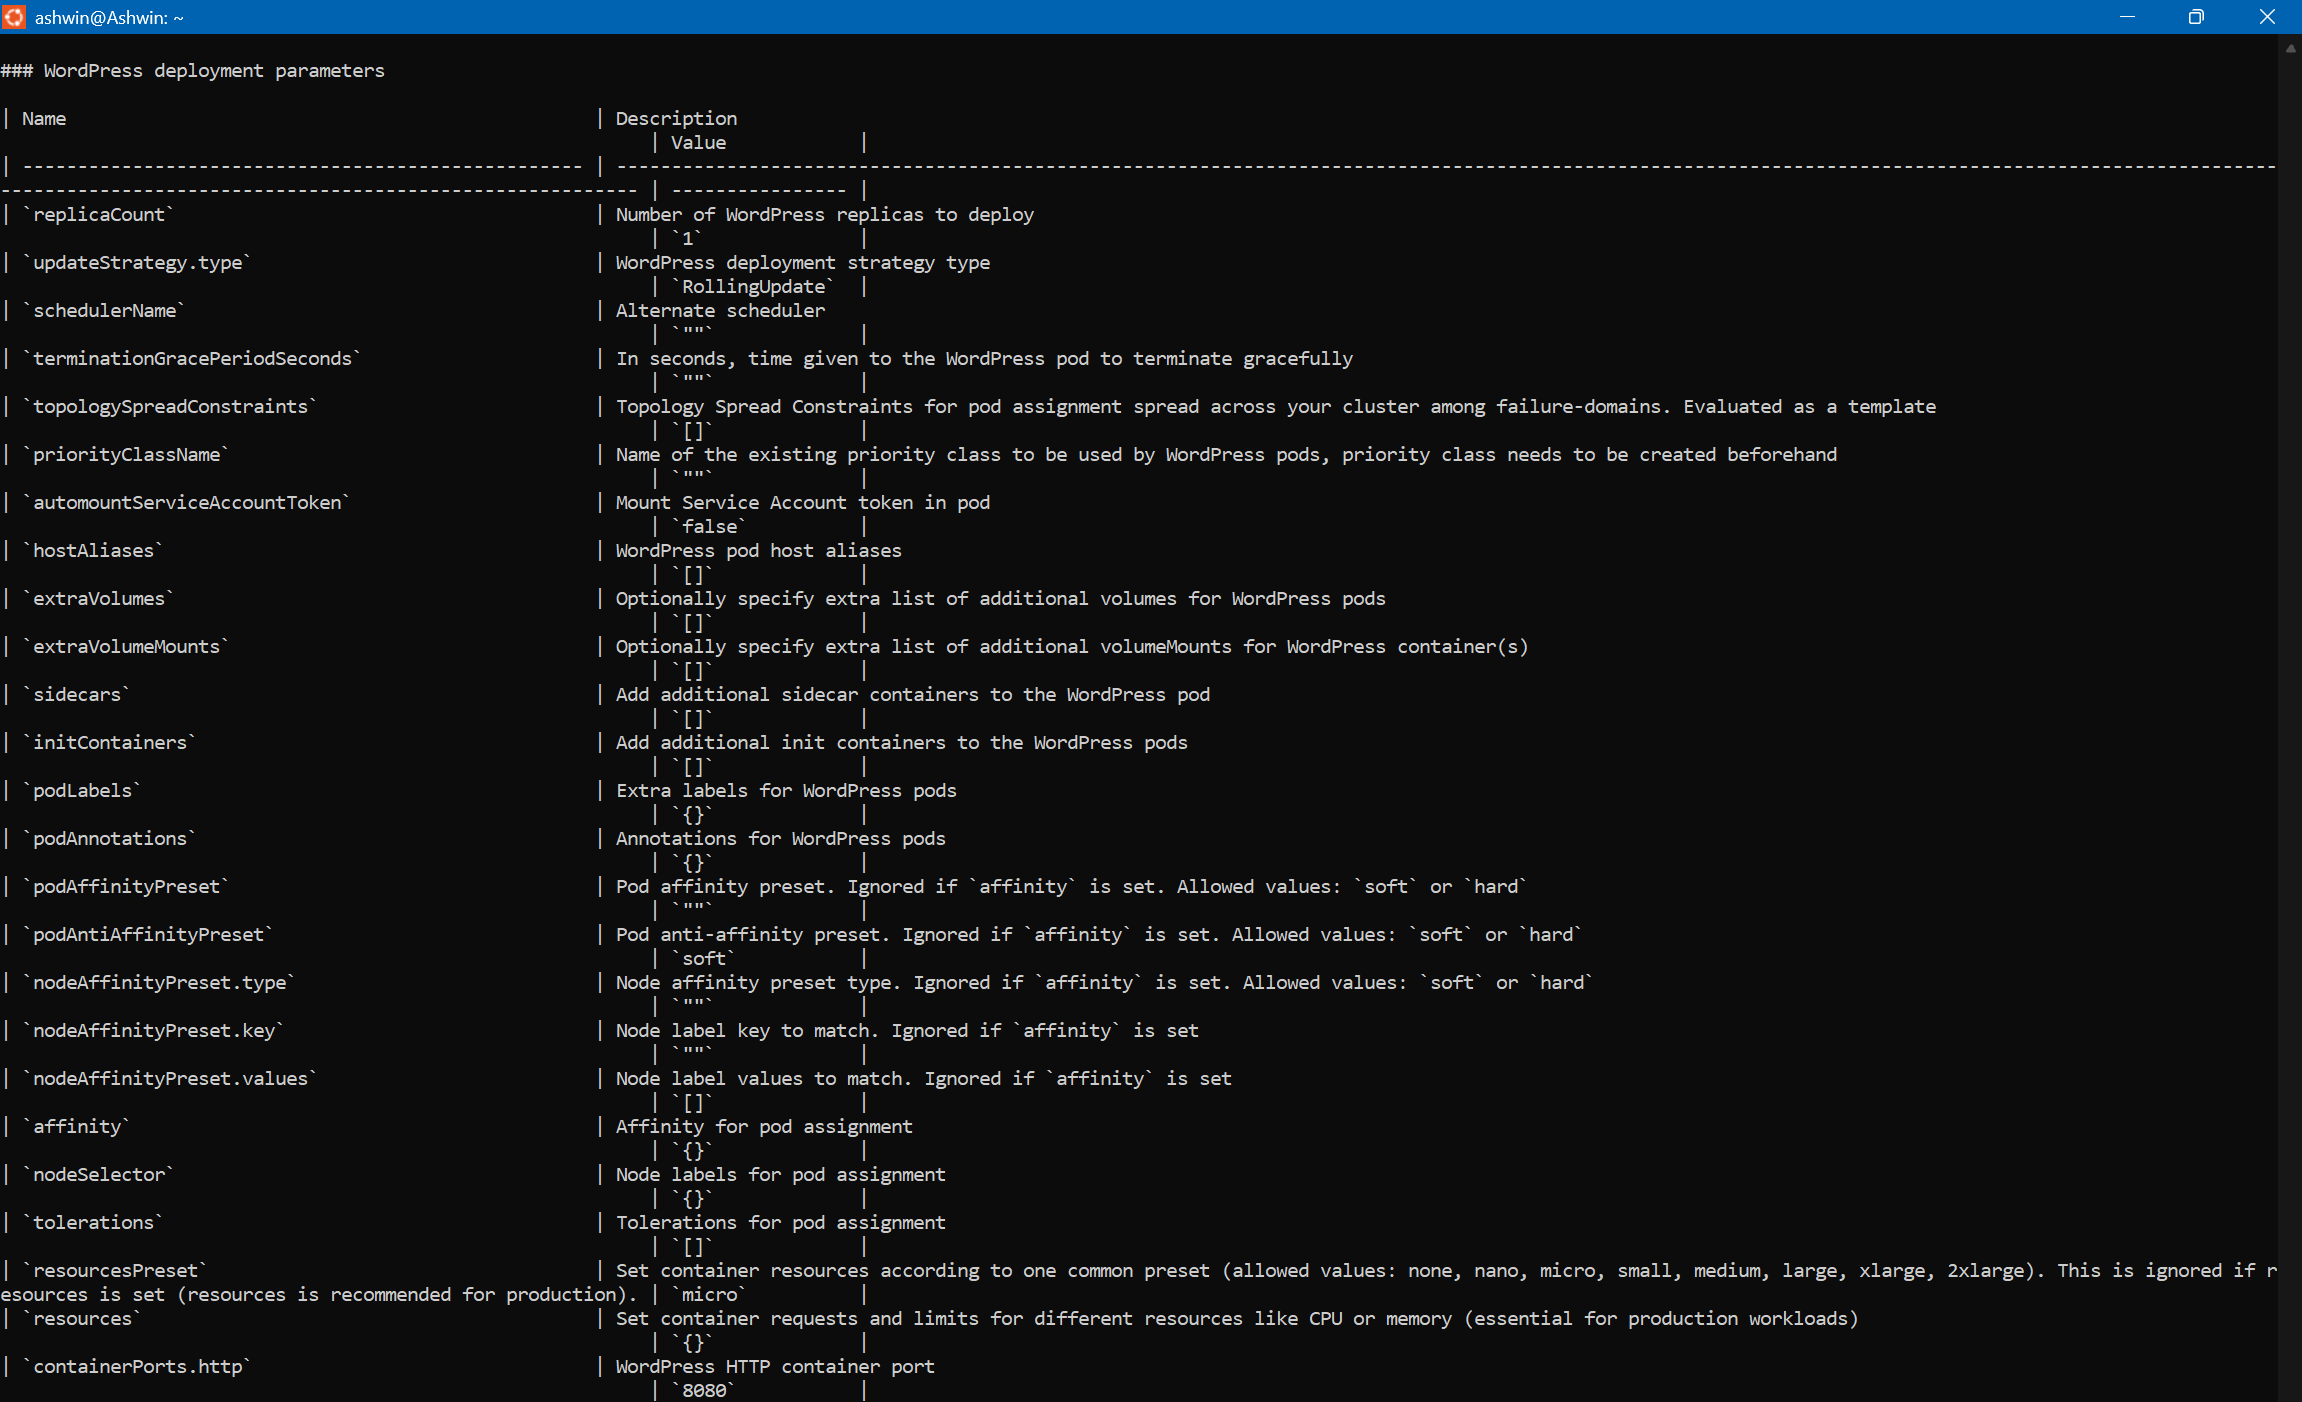 ashwin@Ashwin: ~
### WordPress deployment parameters
| Name | Description
| Value |
| --------------------------------------------------- | -------------------------------------------------------------------------------------------------------------------------------------------------------
---------------------------------------------------------- | ---------------- |
| `replicaCount` | Number of WordPress replicas to deploy
| `1` |
| `updateStrategy.type` | WordPress deployment strategy type
| `RollingUpdate` |
| `schedulerName` | Alternate scheduler
| `""` |
| `terminationGracePeriodSeconds` | In seconds, time given to the WordPress pod to terminate gracefully
| `""` |
| `topologySpreadConstraints` | Topology Spread Constraints for pod assignment spread across your cluster among failure-domains. Evaluated as a template
| `[]` |
| `priorityClassName` | Name of the existing priority class to be used by WordPress pods, priority class needs to be created beforehand
| `""` |
| `automountServiceAccountToken` | Mount Service Account token in pod
| `false` |
| `hostAliases` | WordPress pod host aliases
| `[]` |
| `extraVolumes` | Optionally specify extra list of additional volumes for WordPress pods
| `[]` |
| `extraVolumeMounts` | Optionally specify extra list of additional volumeMounts for WordPress container(s)
| `[]` |
| `sidecars` | Add additional sidecar containers to the WordPress pod
| `[]` |
| `initContainers` | Add additional init containers to the WordPress pods
| `[]` |
| `podLabels` | Extra labels for WordPress pods
| `{}` |
| `podAnnotations` | Annotations for WordPress pods
| `{}` |
| `podAffinityPreset` | Pod affinity preset. Ignored if `affinity` is set. Allowed values: `soft` or `hard`
| `""` |
| `podAntiAffinityPreset` | Pod anti-affinity preset. Ignored if `affinity` is set. Allowed values: `soft` or `hard`
| `soft` |
| `nodeAffinityPreset.type` | Node affinity preset type. Ignored if `affinity` is set. Allowed values: `soft` or `hard`
| `""` |
| `nodeAffinityPreset.key` | Node label key to match. Ignored if `affinity` is set
| `""` |
| `nodeAffinityPreset.values` | Node label values to match. Ignored if `affinity` is set
| `[]` |
| `affinity` | Affinity for pod assignment
| `{}` |
| `nodeSelector` | Node labels for pod assignment
| `{}` |
| `tolerations` | Tolerations for pod assignment
| `[]` |
| `resourcesPreset` | Set container resources according to one common preset (allowed values: none, nano, micro, small, medium, large, xlarge, 2xlarge). This is ignored if r
esources is set (resources is recommended for production). | `micro` |
| `resources` | Set container requests and limits for different resources like CPU or memory (essential for production workloads)
| `{}` |
| `containerPorts.http` | WordPress HTTP container port
| `8080` |